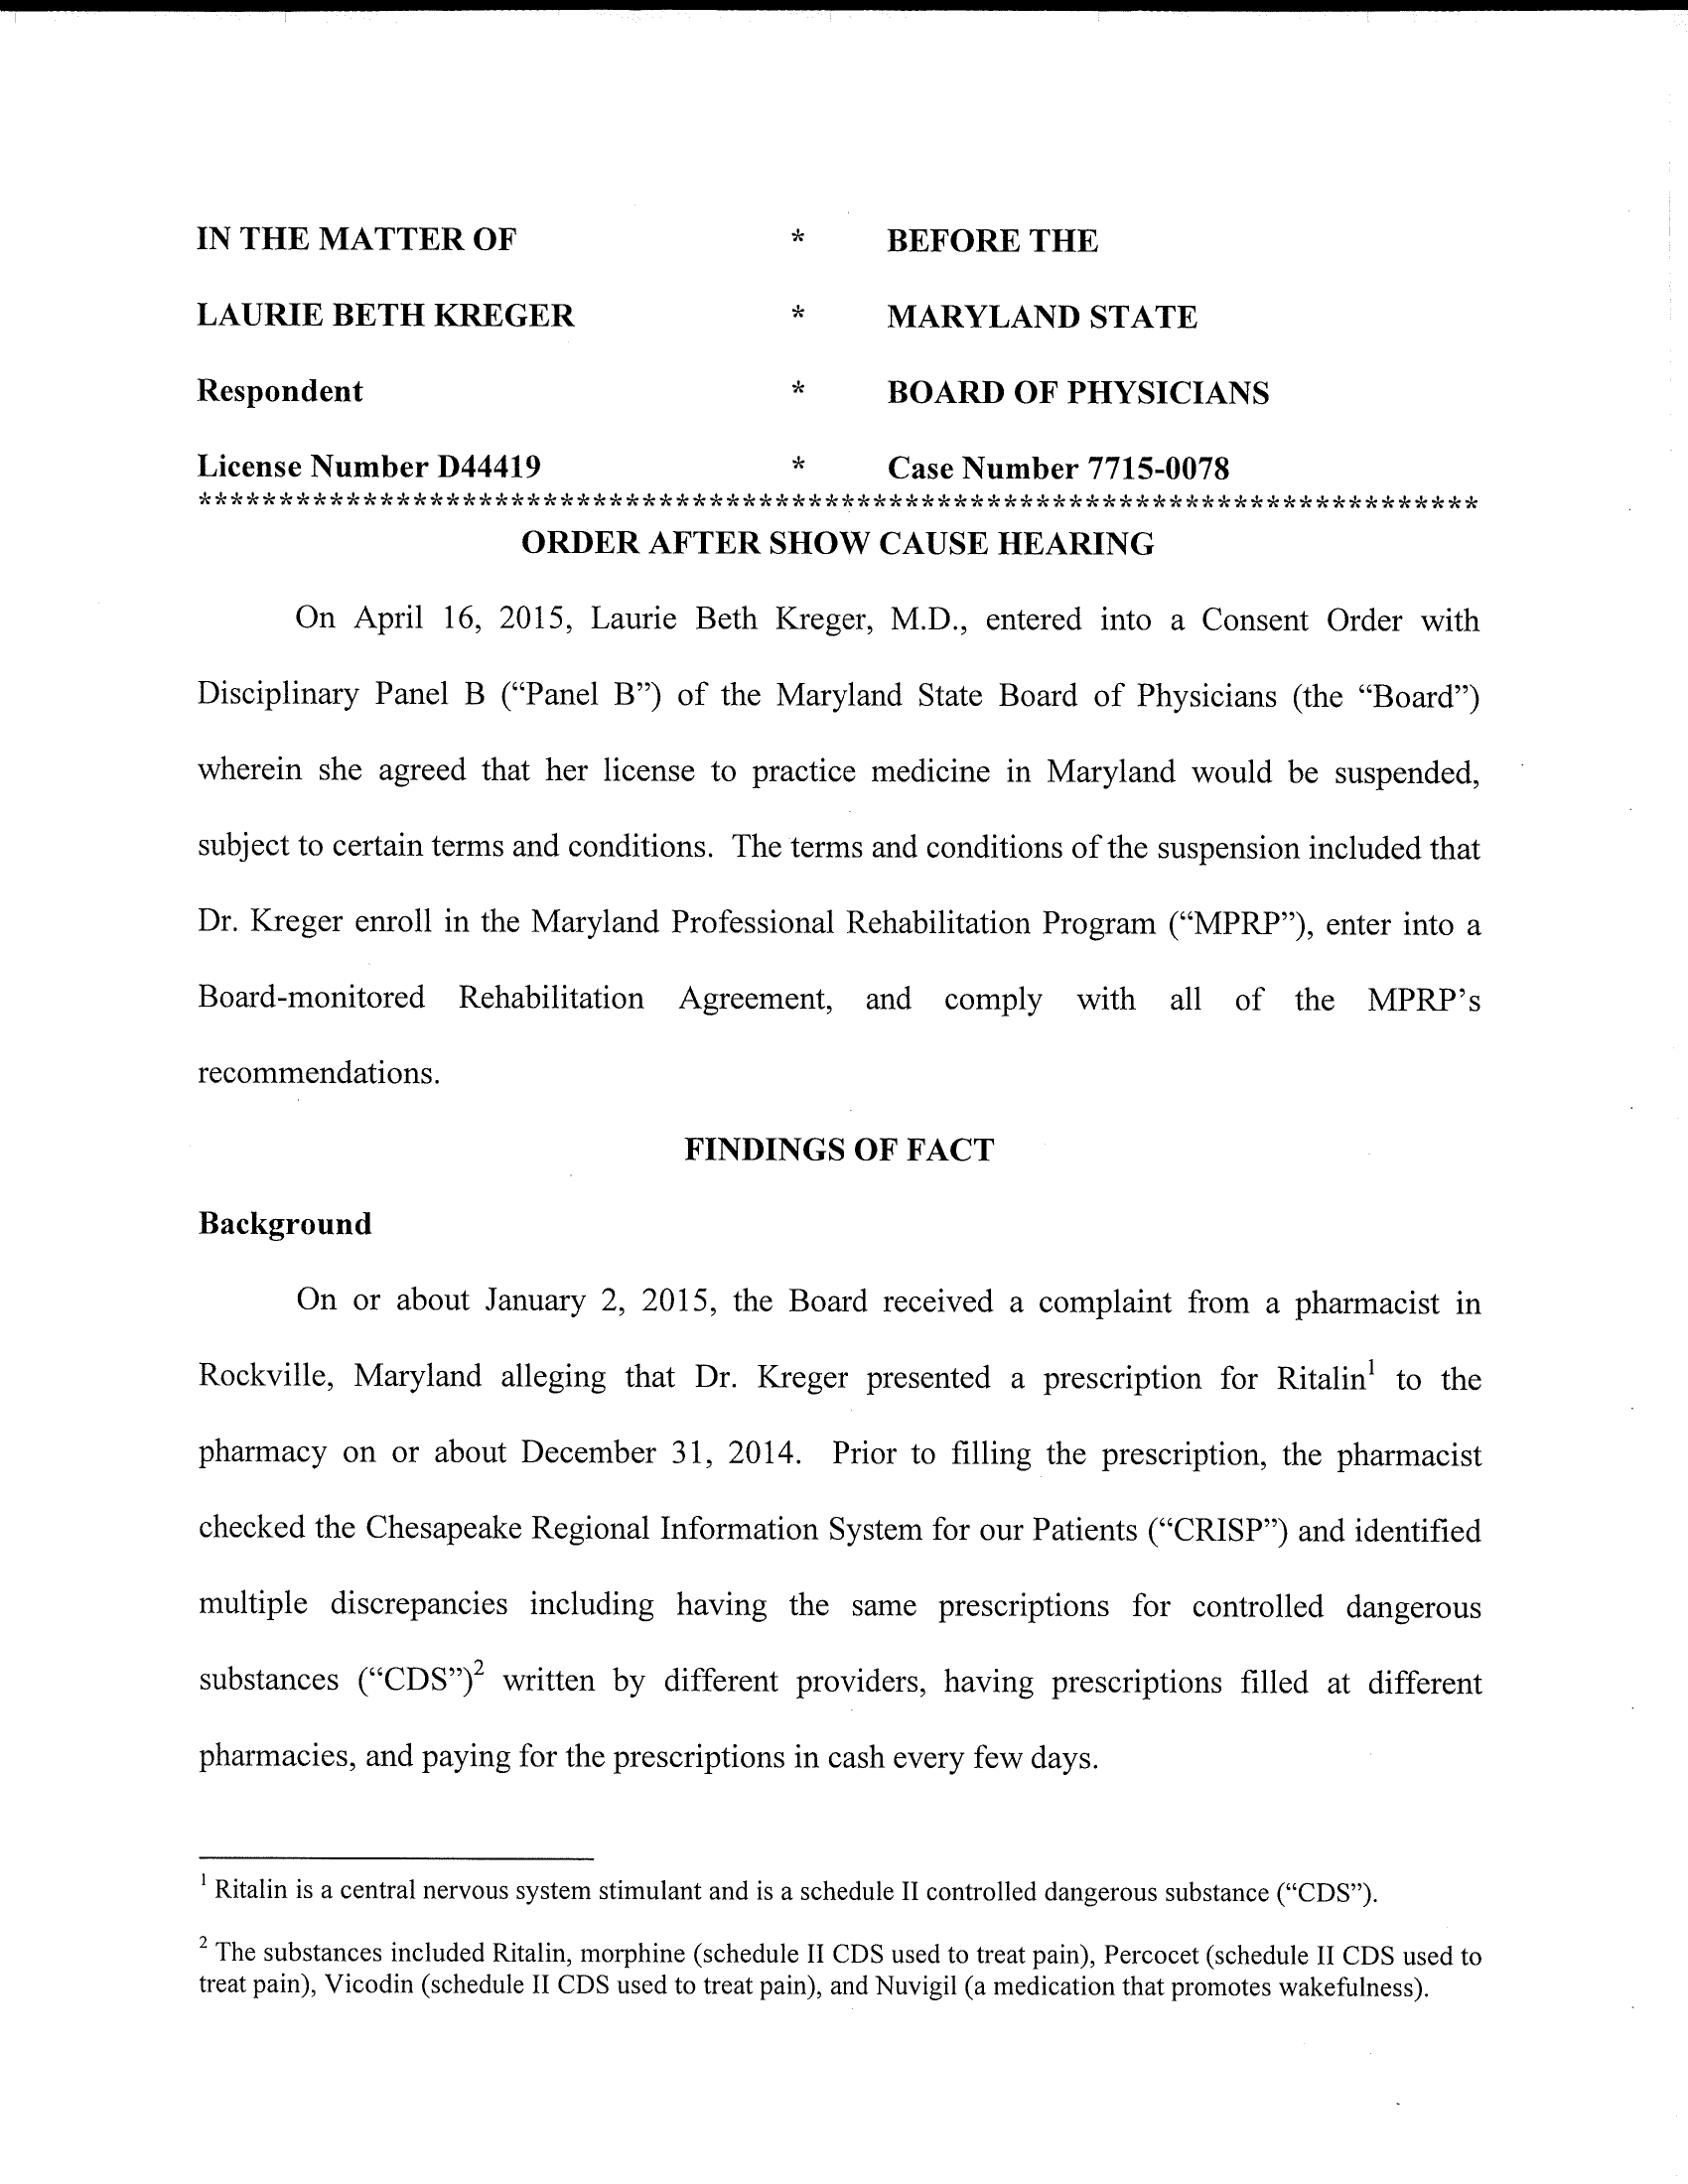 IN THE MATTER OF * BEFORE THE
LAURIE BETH KREGER * MARYLAND STATE
Respondent * BOARD OF PHYSICIANS
License Number D44419 * Case Number 7715-0078
*******************************************************************************
ORDER AFTER SHOW CAUSE HEARING
On April 16, 2015, Laurie Beth Kreger, M.D., entered into a Consent Order with
Disciplinary Panel B (“Panel B”) of the Maryland State Board of Physicians (the “Board”)
wherein she agreed that her license to practice medicine in Maryland would be suspended,
subject to certain terms and conditions. The terms and conditions of the suspension included that
Dr. Kreger enroll in the Maryland Professional Rehabilitation Program (“MPRP”), enter into a
Board-monitored Rehabilitation Agreement, and comply with all of the MPRP’s
recommendations.
FINDINGS OF FACT
Background
On or about January 2, 2015, the Board received a complaint from a pharmacist in
Rockville, Maryland alleging that Dr. Kreger presented a prescription for Ritalin¹ to the
pharmacy on or about December 31, 2014. Prior to filling the prescription, the pharmacist
checked the Chesapeake Regional Information System for our Patients (“CRISP”) and identified
multiple discrepancies including having the same prescriptions for controlled dangerous
substances (“CDS”)² written by different providers, having prescriptions filled at different
pharmacies, and paying for the prescriptions in cash every few days.
¹ Ritalin is a central nervous system stimulant and is a schedule II controlled dangerous substance (“CDS”).
² The substances included Ritalin, morphine (schedule II CDS used to treat pain), Percocet (schedule II CDS used to
treat pain), Vicodin (schedule II CDS used to treat pain), and Nuvigil (a medication that promotes wakefulness).